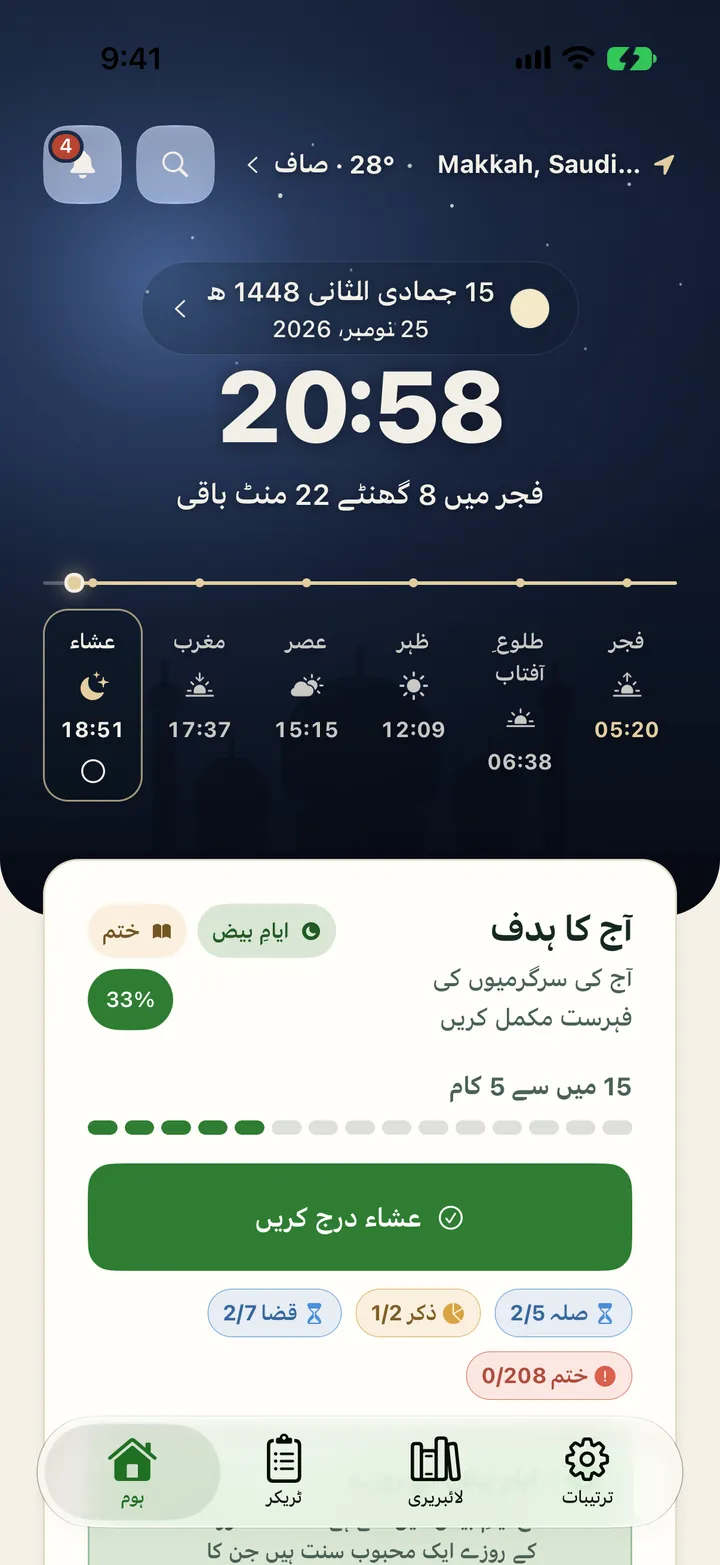 9:41
4
Makkah, Saudi... · 28° · صاف
15 جمادی الثانی 1448 ھ
25 نومبر، 2026
20:58
فجر میں 8 گھنٹے 22 منٹ باقی
فجر
05:20
طلوعِ آفتاب
06:38
ظہر
12:09
عصر
15:15
مغرب
17:37
عشاء
18:51
آج کا ہدف
ایامِ بیض
ختم
آج کی سرگرمیوں کی
فہرست مکمل کریں
33%
15 میں سے 5 کام
عشاء درج کریں
صلہ 2/5
ذکر 1/2
قضا 2/7
ختم 0/208
ترتیبات
لائبریری
ٹریکر
ہوم
کے روزے ایک محبوب سنت ہیں جن کا